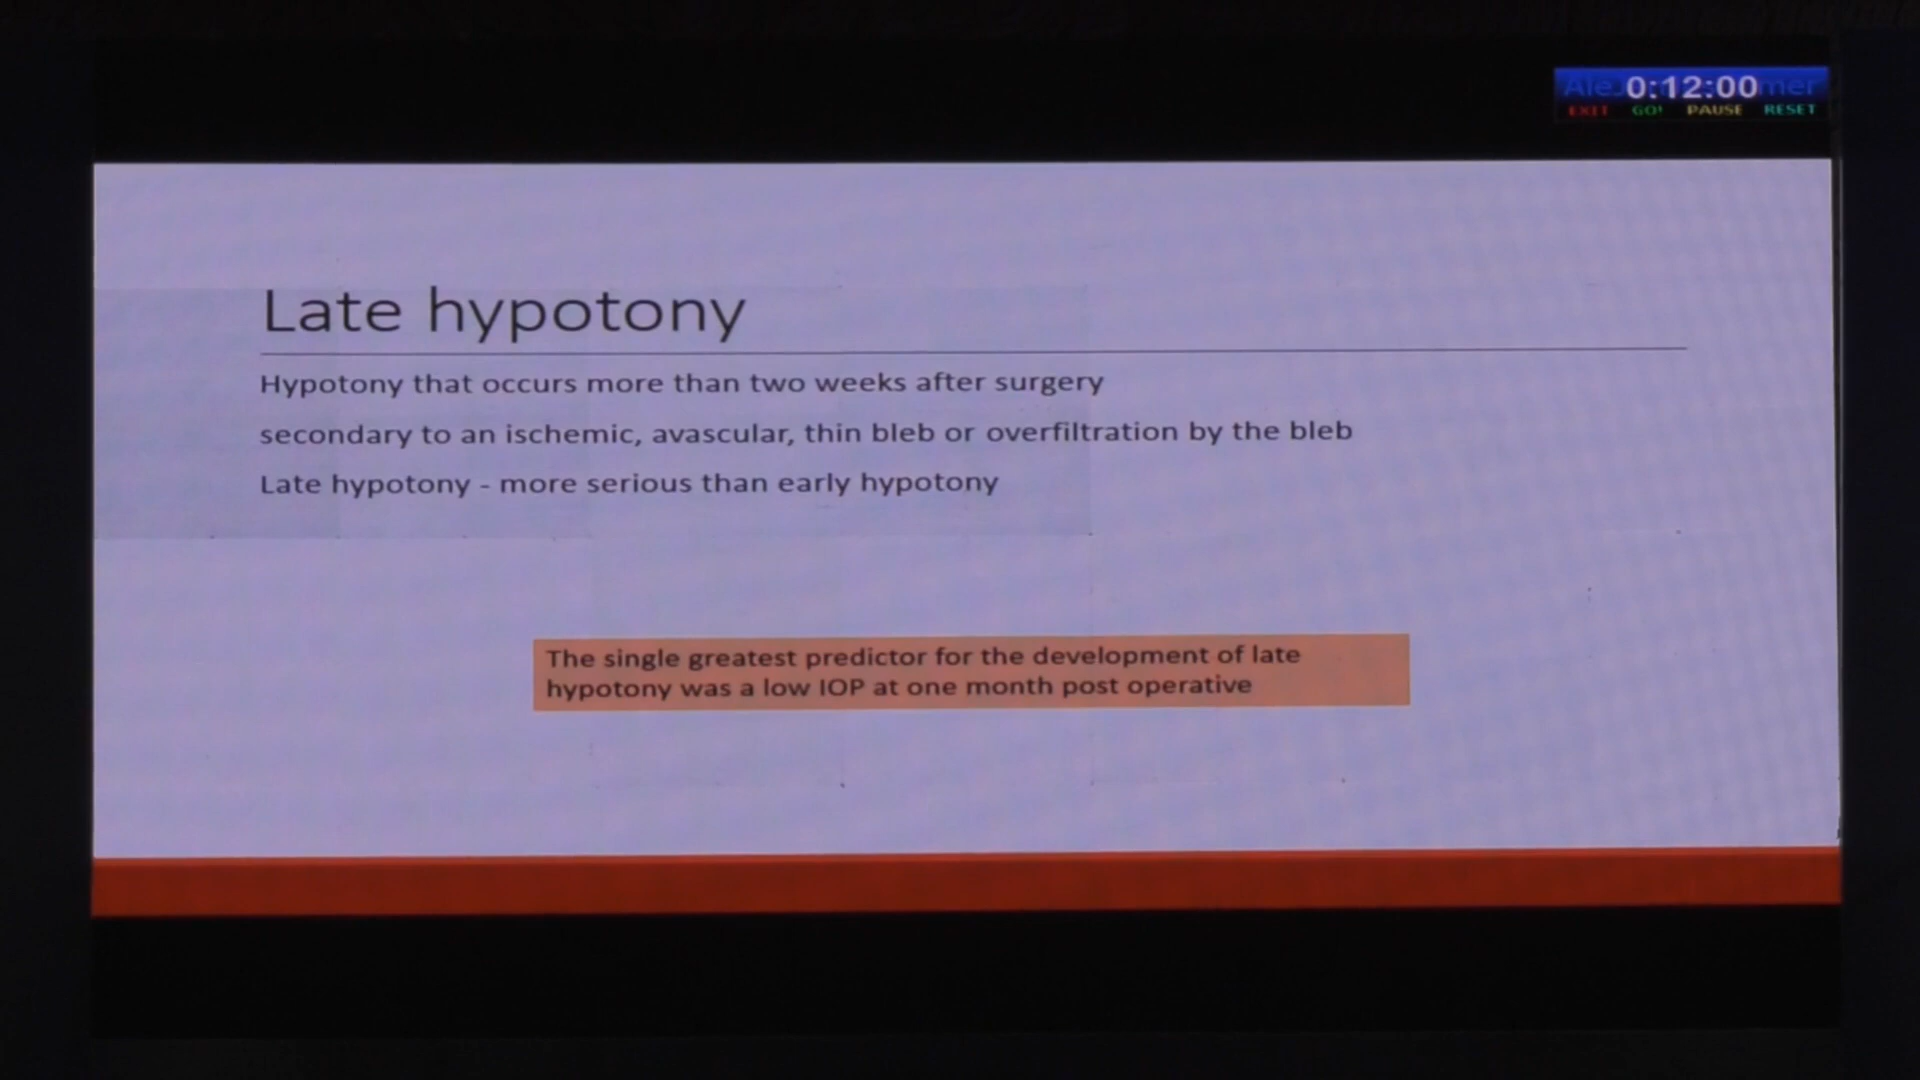 0:12:00
EXIT GO! PAUSE RESET
Late hypotony
Hypotony that occurs more than two weeks after surgery
secondary to an ischemic, avascular, thin bleb or overfiltration by the bleb
Late hypotony - more serious than early hypotony
The single greatest predictor for the development of late
hypotony was a low IOP at one month post operative